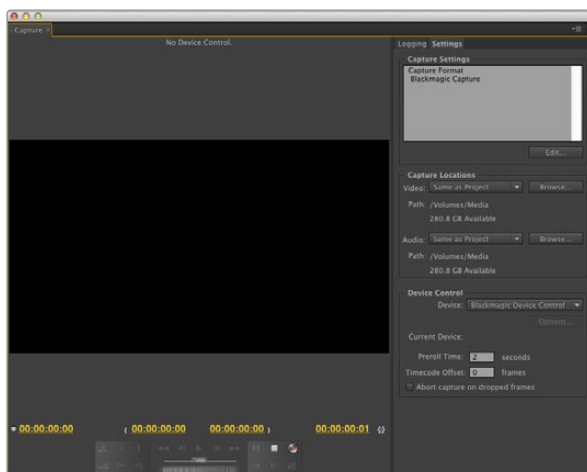 Capture
No Device Control.
Logging Settings
Capture Settings
Capture Format
Blackmagic Capture
Edit...
Capture Locations
Video: Same as Project Browse...
Path: /Volumes/Media
280.8 GB Available
Audio: Same as Project Browse...
Path: /Volumes/Media
280.8 GB Available
Device Control
Device: Blackmagic Device Control
Options...
Current Device:
Preroll Time: 2 seconds
Timecode Offset: 0 frames
Abort capture on dropped frames
00:00:00:00 { 00:00:00:00 00:00:00:00 } 00:00:00:01 {}